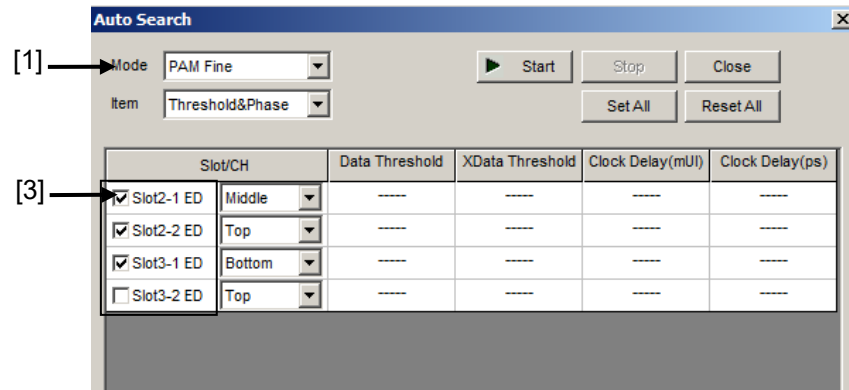 Auto Search
[1] Mode PAM Fine Start Stop Close
Item Threshold&Phase Set All Reset All
Slot/CH Data Threshold XData Threshold Clock Delay(mUI) Clock Delay(ps)
[3] Slot2-1 ED Middle ----- ----- ----- -----
Slot2-2 ED Top ----- ----- ----- -----
Slot3-1 ED Bottom ----- ----- ----- -----
Slot3-2 ED Top ----- ----- ----- -----